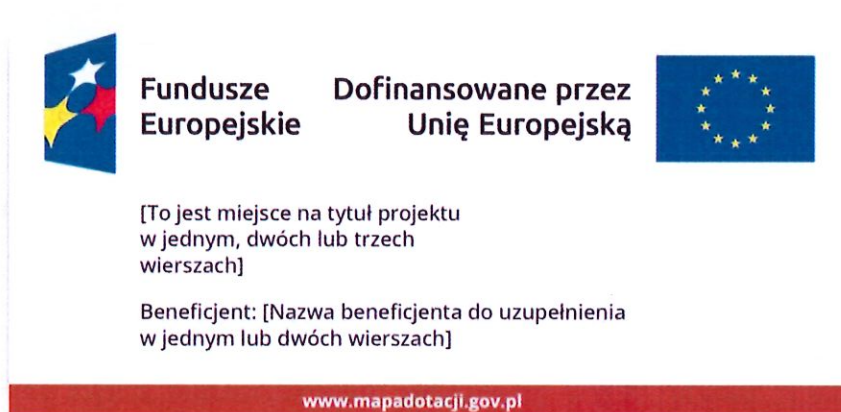 Fundusze
Europejskie
Dofinansowane przez
Unię Europejską
[To jest miejsce na tytuł projektu
w jednym, dwóch lub trzech
wierszach]
Beneficjent: [Nazwa beneficjenta do uzupełnienia
w jednym lub dwóch wierszach]
www.mapadotacji.gov.pl